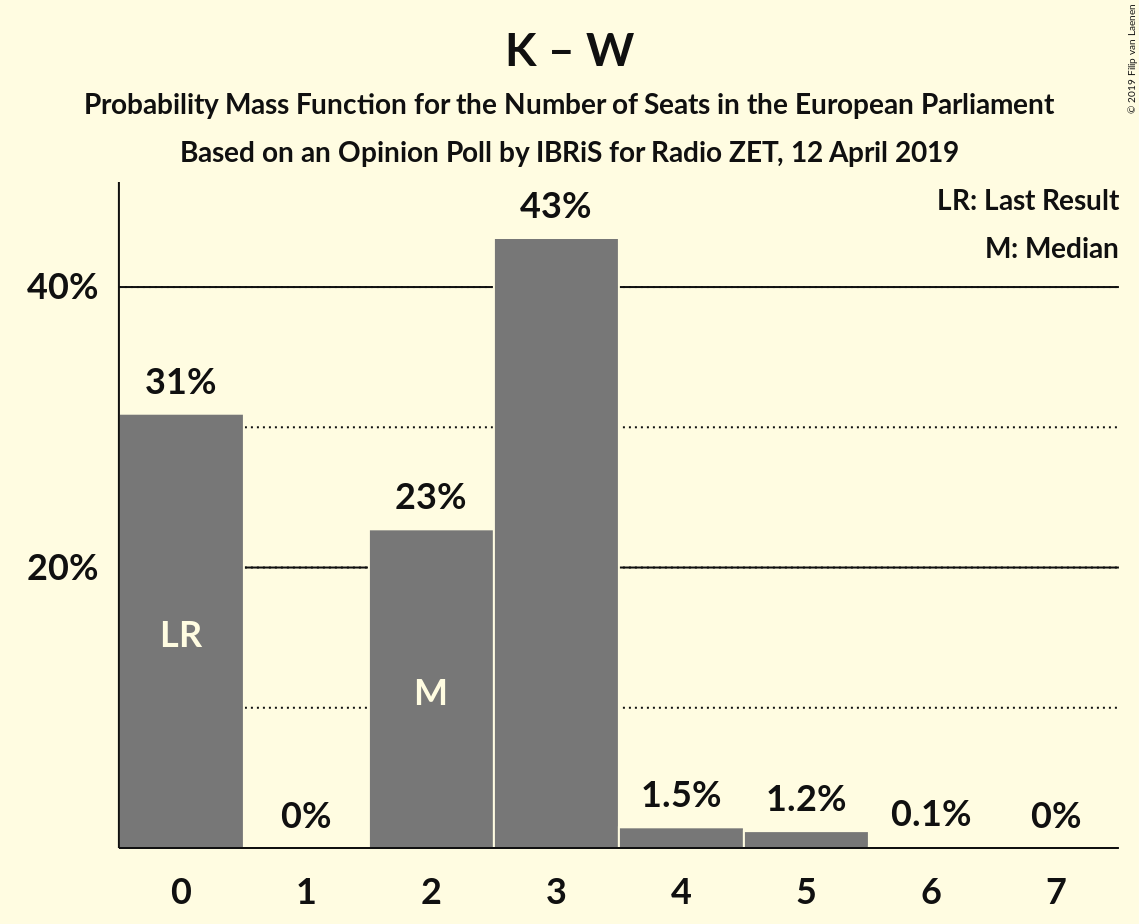 K – W
Probability Mass Function for the Number of Seats in the European Parliament
Based on an Opinion Poll by IBRiS for Radio ZET, 12 April 2019
© 2019 Filip van Laenen
LR: Last Result
M: Median
43%
40%
31%
23%
20%
LR
M
0%
1.5%
1.2%
0.1%
0%
0 1 2 3 4 5 6 7